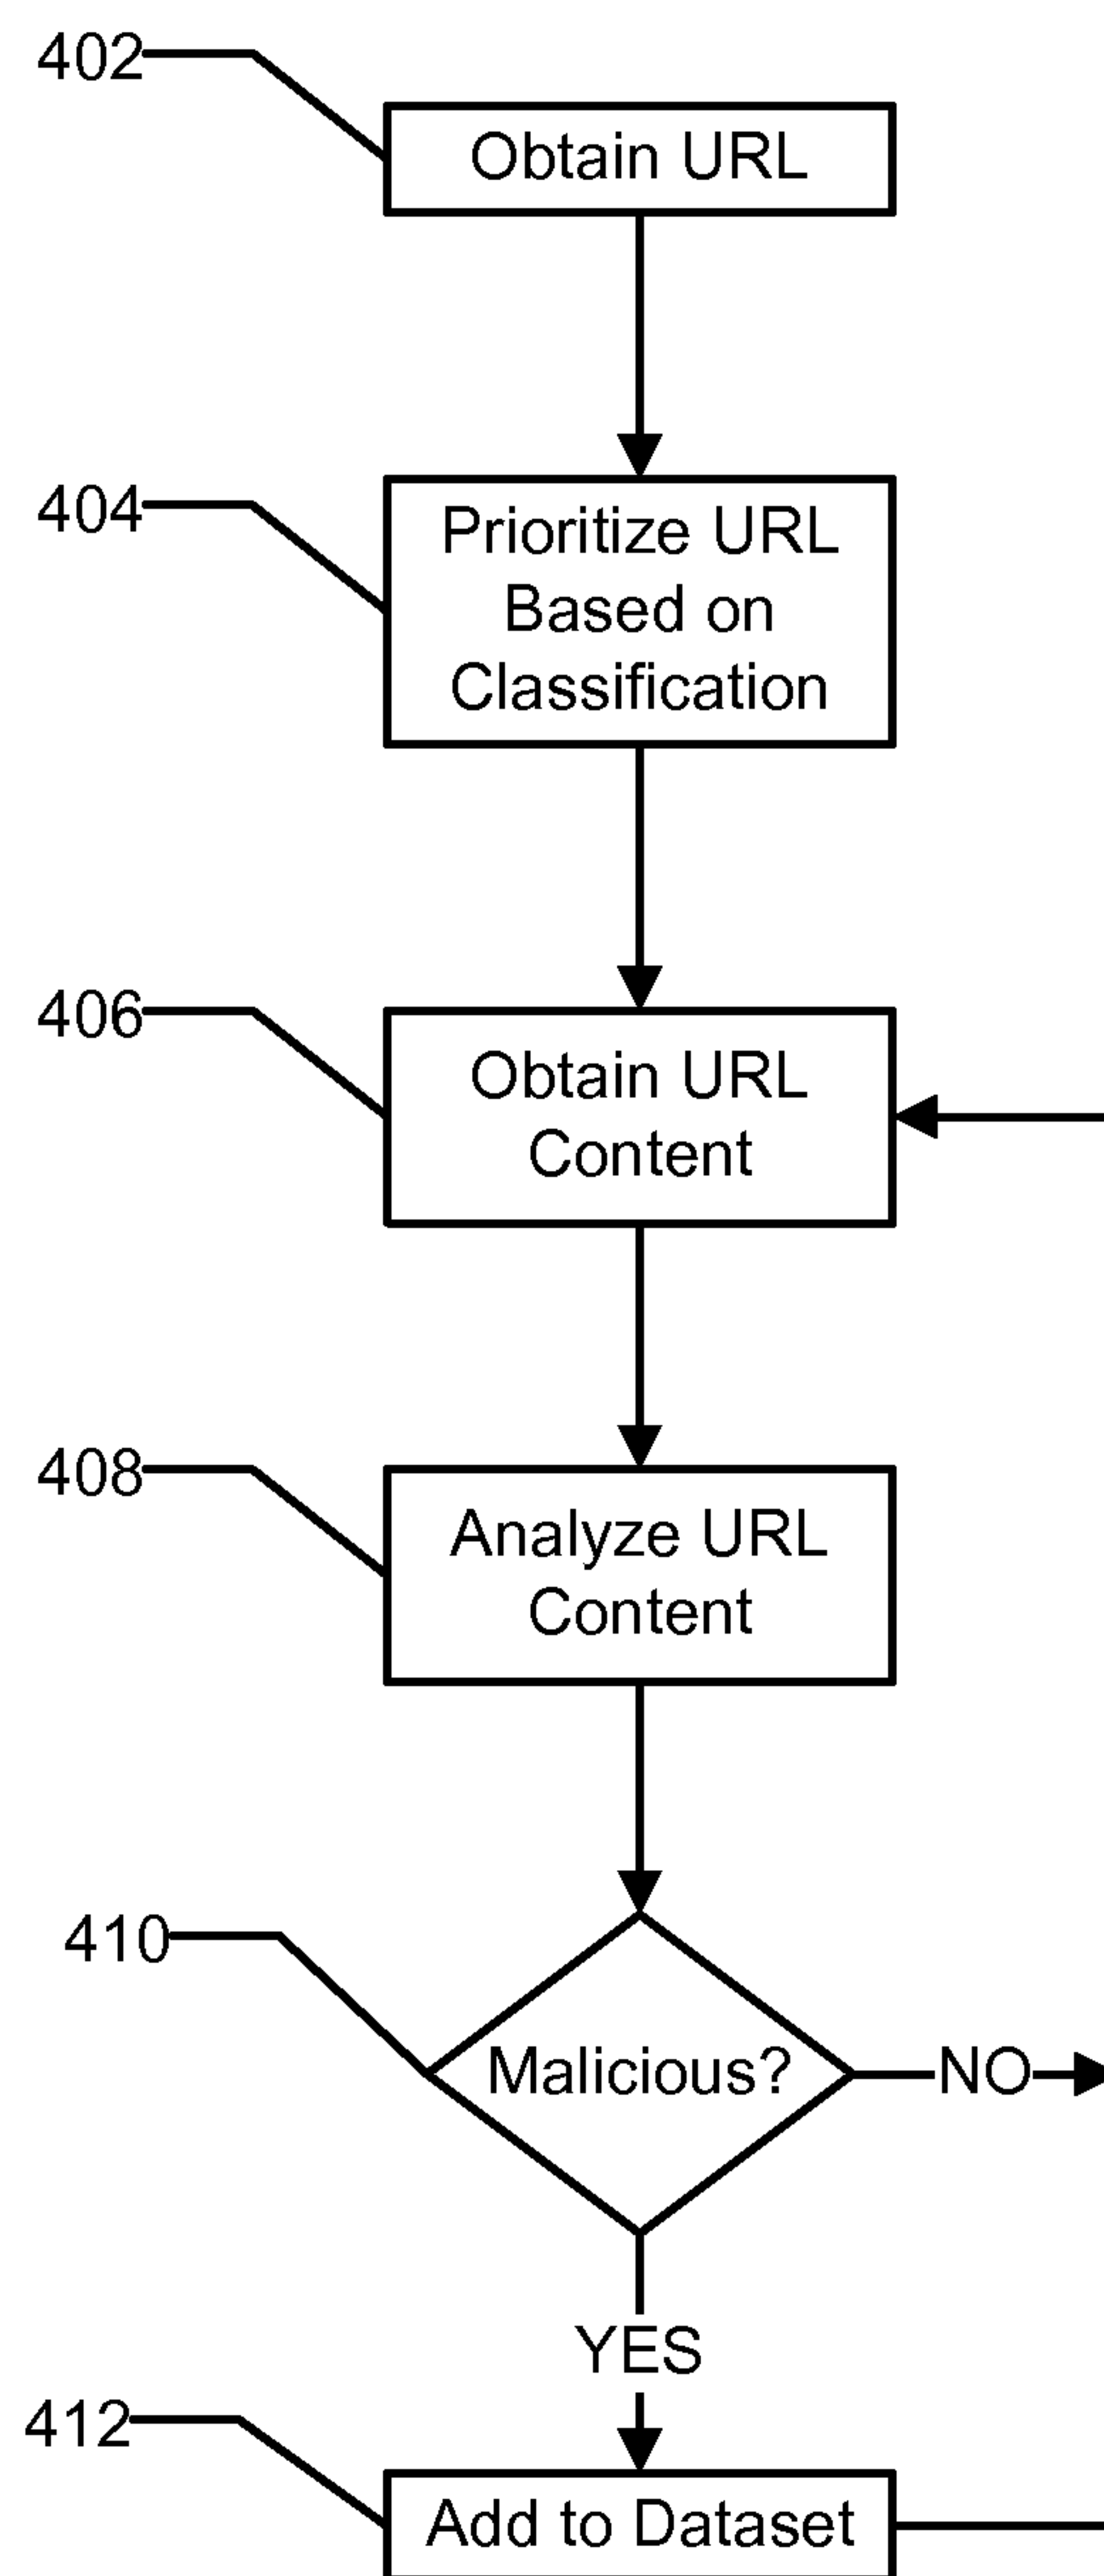 402
Obtain URL
404
Prioritize URL
Based on
Classification
406
Obtain URL
Content
408
Analyze URL
Content
410
Malicious?
NO
YES
412
Add to Dataset